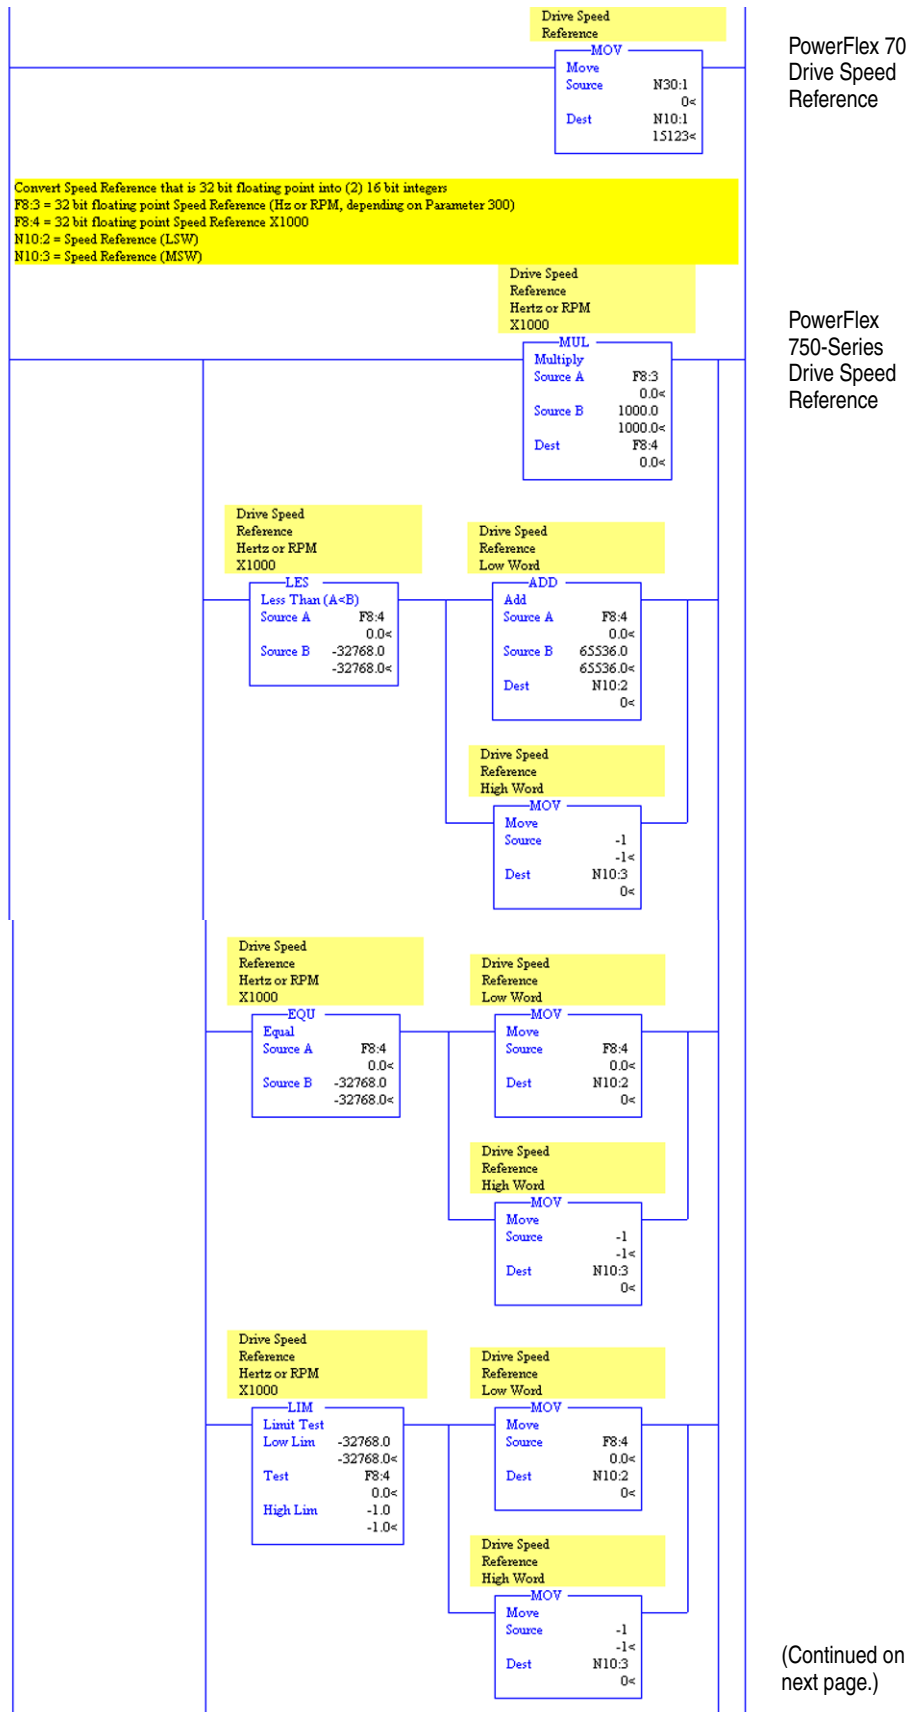 Drive Speed
Reference
MOV
Move
Source N30:1
0<
Dest N10:1
15123<
PowerFlex 70
Drive Speed
Reference
Convert Speed Reference that is 32 bit floating point into (2) 16 bit integers
F8:3 = 32 bit floating point Speed Reference (Hz or RPM, depending on Parameter 300)
F8:4 = 32 bit floating point Speed Reference X1000
N10:2 = Speed Reference (LSW)
N10:3 = Speed Reference (MSW)
Drive Speed
Reference
Hertz or RPM
X1000
MUL
Multiply
Source A F8:3
0.0<
Source B 1000.0
1000.0<
Dest F8:4
0.0<
PowerFlex
750-Series
Drive Speed
Reference
Drive Speed
Reference
Hertz or RPM
X1000
LES
Less Than (A<B)
Source A F8:4
0.0<
Source B -32768.0
-32768.0<
Drive Speed
Reference
Low Word
ADD
Add
Source A F8:4
0.0<
Source B 65536.0
65536.0<
Dest N10:2
0<
Drive Speed
Reference
High Word
MOV
Move
Source -1
-1<
Dest N10:3
0<
Drive Speed
Reference
Hertz or RPM
X1000
EQU
Equal
Source A F8:4
0.0<
Source B -32768.0
-32768.0<
Drive Speed
Reference
Low Word
MOV
Move
Source F8:4
0.0<
Dest N10:2
0<
Drive Speed
Reference
High Word
MOV
Move
Source -1
-1<
Dest N10:3
0<
Drive Speed
Reference
Hertz or RPM
X1000
LIM
Limit Test
Low Lim -32768.0
-32768.0<
Test F8:4
0.0<
High Lim -1.0
-1.0<
Drive Speed
Reference
Low Word
MOV
Move
Source F8:4
0.0<
Dest N10:2
0<
Drive Speed
Reference
High Word
MOV
Move
Source -1
-1<
Dest N10:3
0<
(Continued on
next page.)